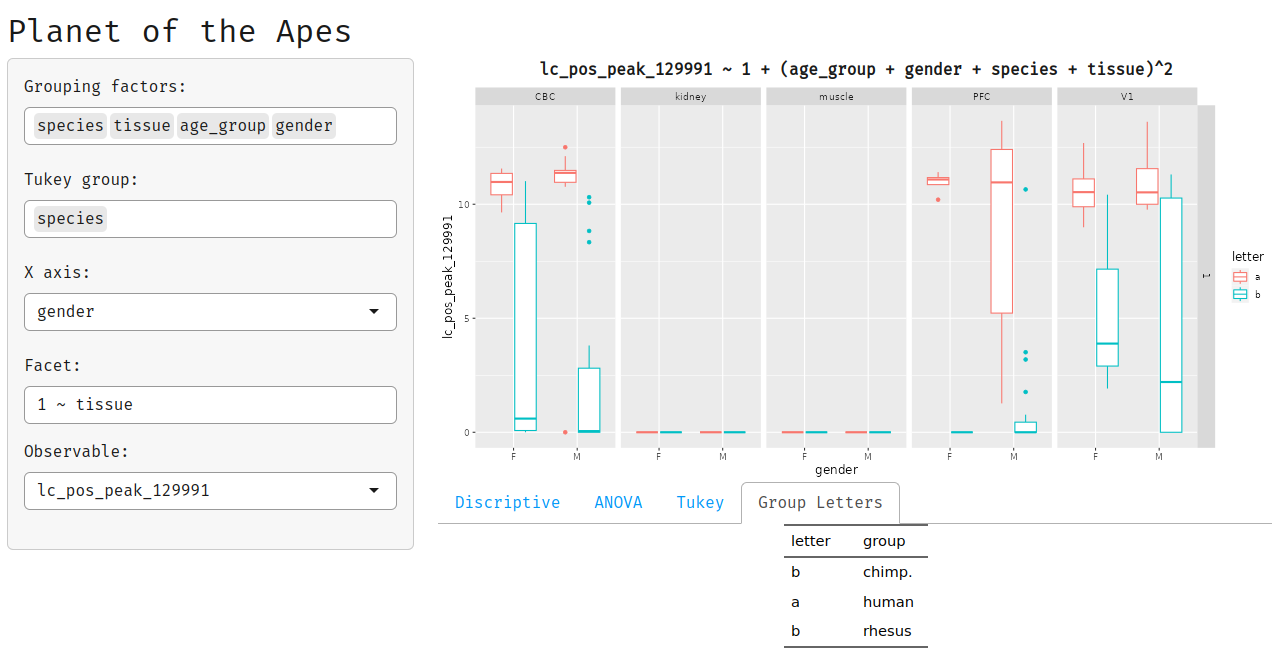 Planet of the Apes
Grouping factors:
species tissue age_group gender
Tukey group:
species
X axis:
gender
Facet:
1 ~ tissue
Observable:
lc_pos_peak_129991
lc_pos_peak_129991 ~ 1 + (age_group + gender + species + tissue)^2
CBC kidney muscle PFC V1
1
lc_pos_peak_129991
10
5
0
F M F M F M F M F M
gender
letter
a
b
Discriptive ANOVA Tukey Group Letters
letter group
b chimp.
a human
b rhesus